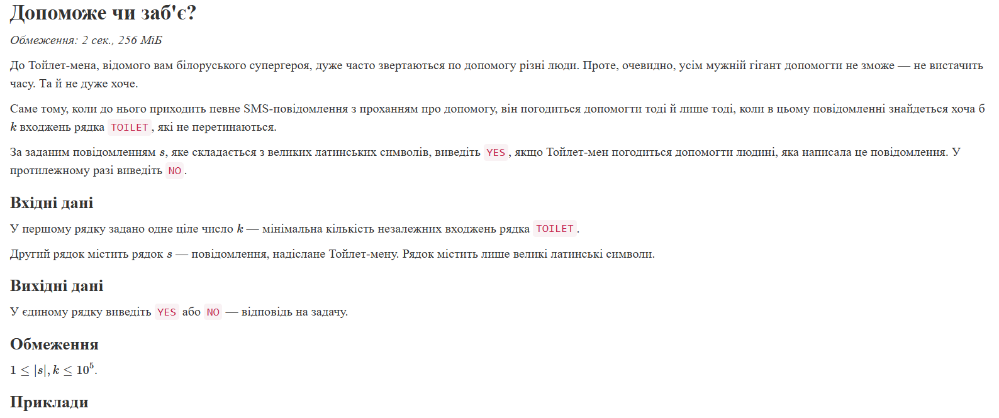 Допоможе чи заб'є?
Обмеження: 2 сек., 256 МіБ
До Тойлет-мена, відомого вам білоруського супергероя, дуже часто звертаються по допомогу різні люди. Проте, очевидно, усім мужній гігант допомогти не зможе — не вистачить
часу. Та й не дуже хоче.
Саме тому, коли до нього приходить певне SMS-повідомлення з проханням про допомогу, він погодиться допомогти тоді й лише тоді, коли в цьому повідомленні знайдеться хоча б
k входжень рядка TOILET, які не перетинаються.
За заданим повідомленням s, яке складається з великих латинських символів, виведіть YES, якщо Тойлет-мен погодиться допомогти людині, яка написала це повідомлення. У
протилежному разі виведіть NO.
Вхідні дані
У першому рядку задано одне ціле число k — мінімальна кількість незалежних входжень рядка TOILET.
Другий рядок містить рядок s — повідомлення, надіслане Тойлет-мену. Рядок містить лише великі латинські символи.
Вихідні дані
У єдиному рядку виведіть YES або NO — відповідь на задачу.
Обмеження
1 ≤ |s|, k ≤ 10⁵.
Приклади